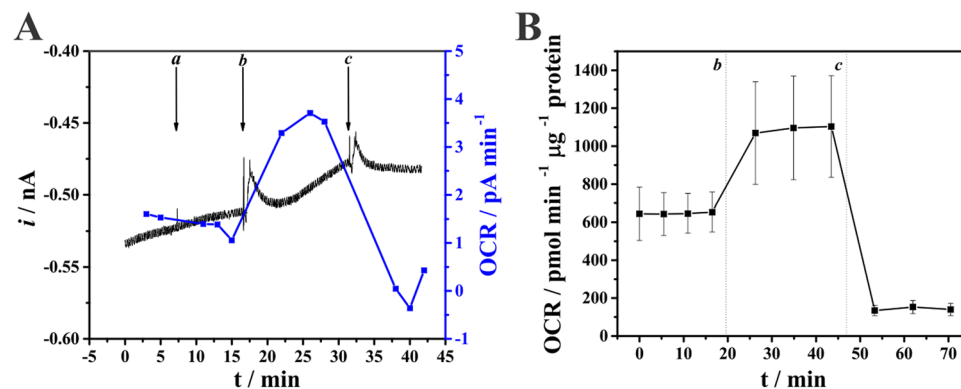 A
B
a
b
c
i / nA
-0.40
-0.45
-0.50
-0.55
-0.60
-5 0 5 10 15 20 25 30 35 40 45
t / min
5
4
3
2
1
0
-1
OCR / pA min⁻¹
b
c
OCR / pmol min⁻¹ µg⁻¹ protein
1400
1200
1000
800
600
400
200
0
0 10 20 30 40 50 60 70
t / min